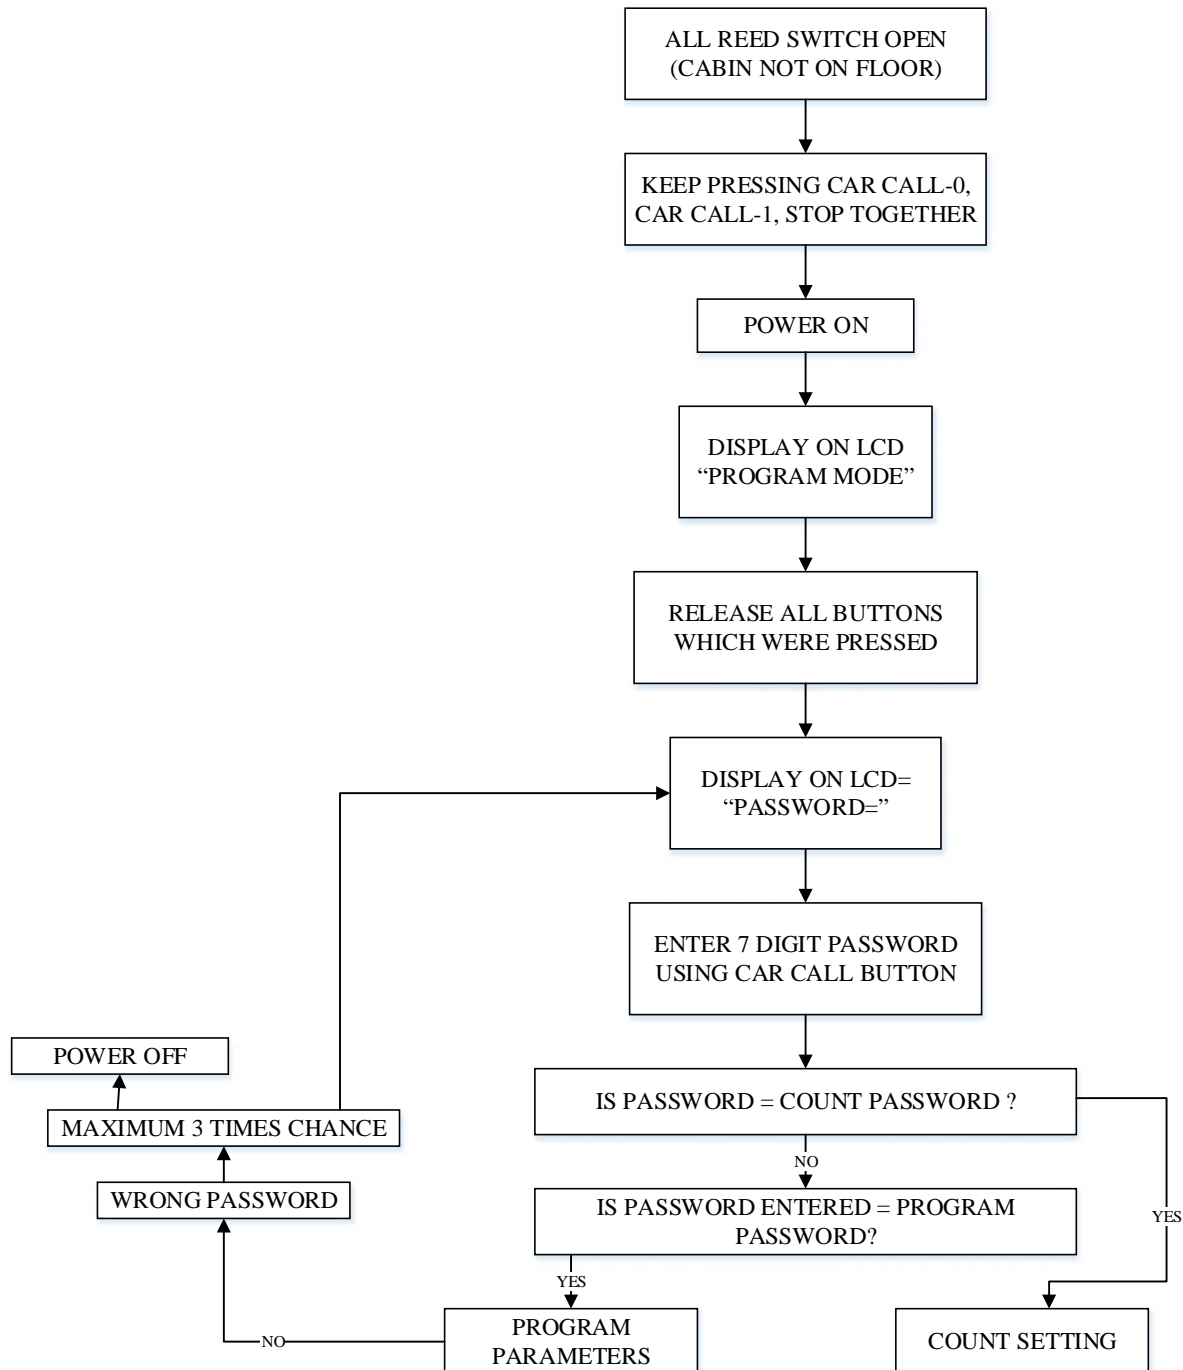 ALL REED SWITCH OPEN
(CABIN NOT ON FLOOR)
KEEP PRESSING CAR CALL-0,
CAR CALL-1, STOP TOGETHER
POWER ON
DISPLAY ON LCD
“PROGRAM MODE”
RELEASE ALL BUTTONS
WHICH WERE PRESSED
DISPLAY ON LCD=
“PASSWORD=”
ENTER 7 DIGIT PASSWORD
USING CAR CALL BUTTON
POWER OFF
IS PASSWORD = COUNT PASSWORD ?
MAXIMUM 3 TIMES CHANCE
NO
WRONG PASSWORD
IS PASSWORD ENTERED = PROGRAM
PASSWORD?
YES
YES
PROGRAM
PARAMETERS
NO
COUNT SETTING